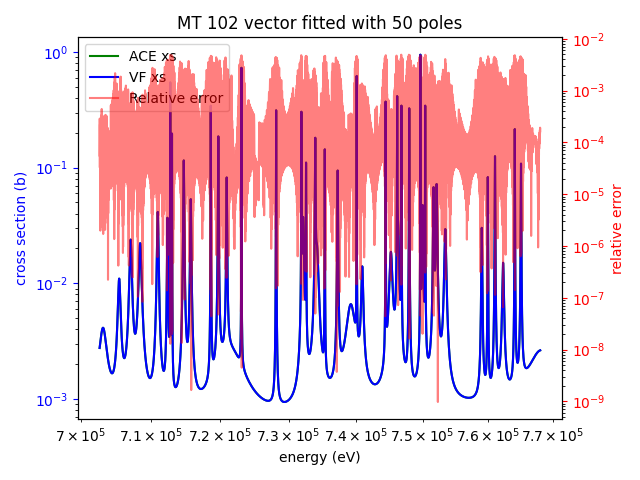 MT 102 vector fitted with 50 poles
ACE xs
VF xs
Relative error
cross section (b)
10⁰
10⁻¹
10⁻²
10⁻³
10⁻²
10⁻³
10⁻⁴
10⁻⁵
10⁻⁶
10⁻⁷
10⁻⁸
10⁻⁹
relative error
7 × 10⁵ 7.1 × 10⁵ 7.2 × 10⁵ 7.3 × 10⁵ 7.4 × 10⁵ 7.5 × 10⁵ 7.6 × 10⁵ 7.7 × 10⁵
energy (eV)